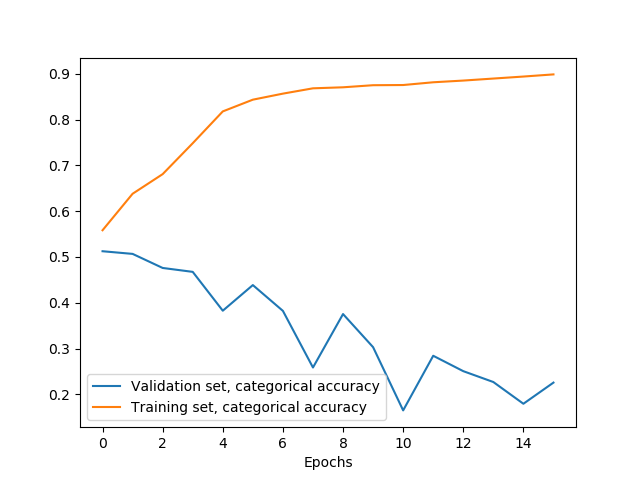 0.9
0.8
0.7
0.6
0.5
0.4
0.3
0.2
Validation set, categorical accuracy
Training set, categorical accuracy
0 2 4 6 8 10 12 14
Epochs